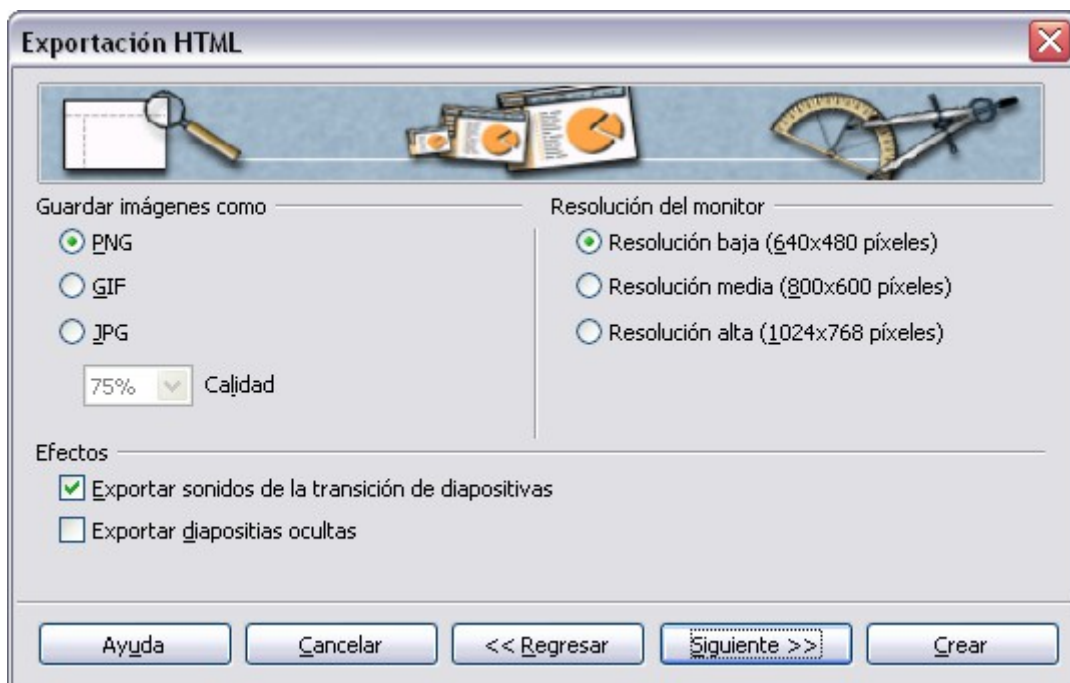 Exportación HTML
Guardar imágenes como
PNG
GIF
JPG
75% Calidad
Resolución del monitor
Resolución baja (640x480 píxeles)
Resolución media (800x600 píxeles)
Resolución alta (1024x768 píxeles)
Efectos
Exportar sonidos de la transición de diapositivas
Exportar diapositias ocultas
Ayuda
Cancelar
<< Regresar
Siguiente >>
Crear